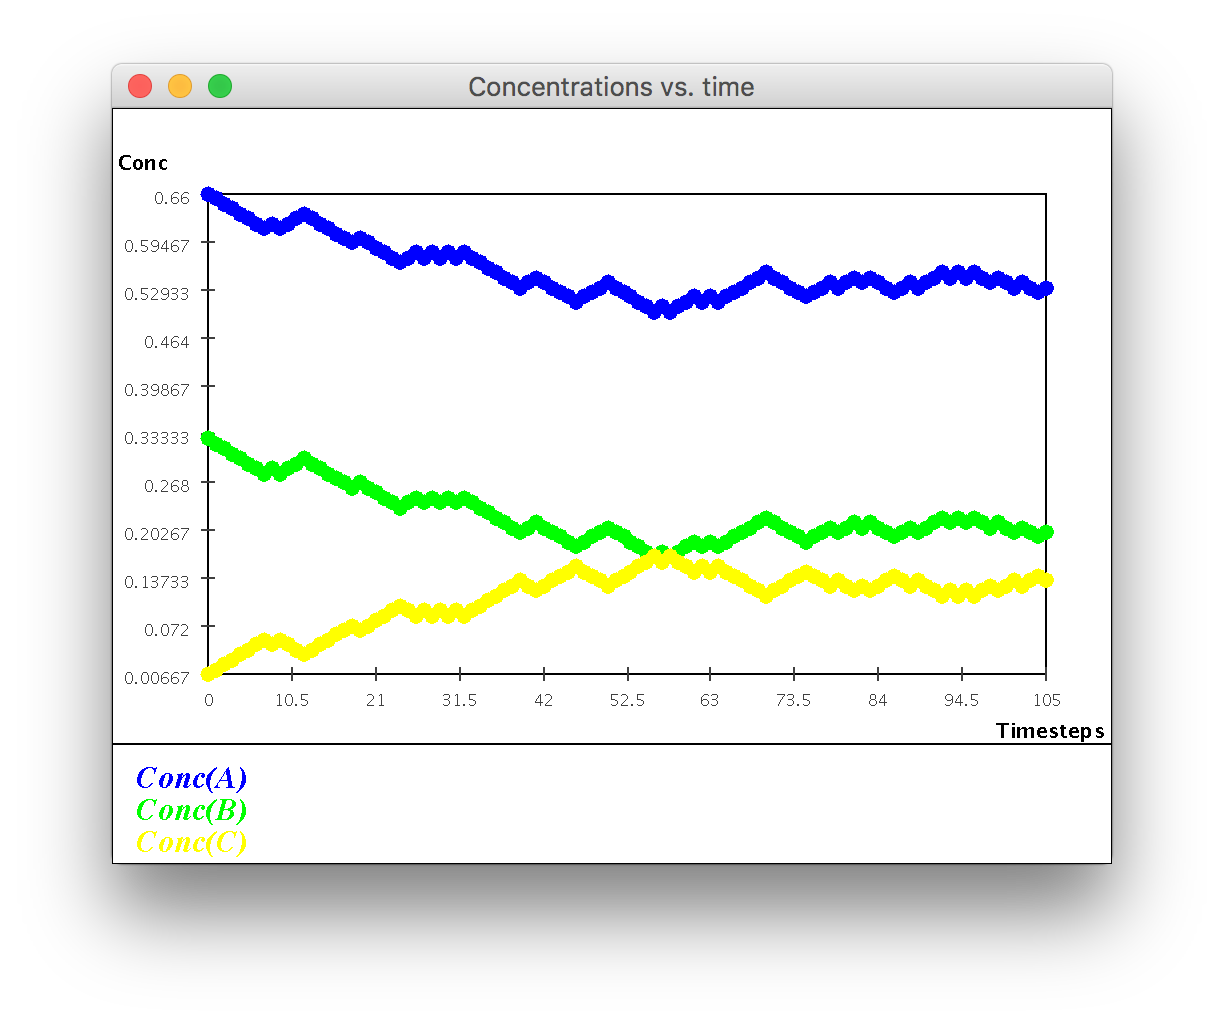 Concentrations vs. time
Conc
0.66
0.59467
0.52933
0.464
0.39867
0.33333
0.268
0.20267
0.13733
0.072
0.00667
0 10.5 21 31.5 42 52.5 63 73.5 84 94.5 105
Timesteps
Conc(A)
Conc(B)
Conc(C)